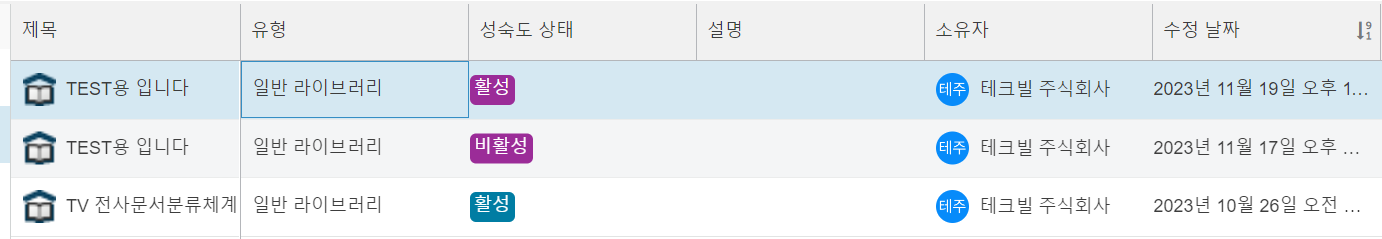 제목 유형 성숙도 상태 설명 소유자 수정 날짜 9 1
TEST용 입니다 일반 라이브러리 활성 테주 테크빌 주식회사 2023년 11월 19일 오후 1...
TEST용 입니다 일반 라이브러리 비활성 테주 테크빌 주식회사 2023년 11월 17일 오후 ...
TV 전사문서분류체계 일반 라이브러리 활성 테주 테크빌 주식회사 2023년 10월 26일 오전 ...